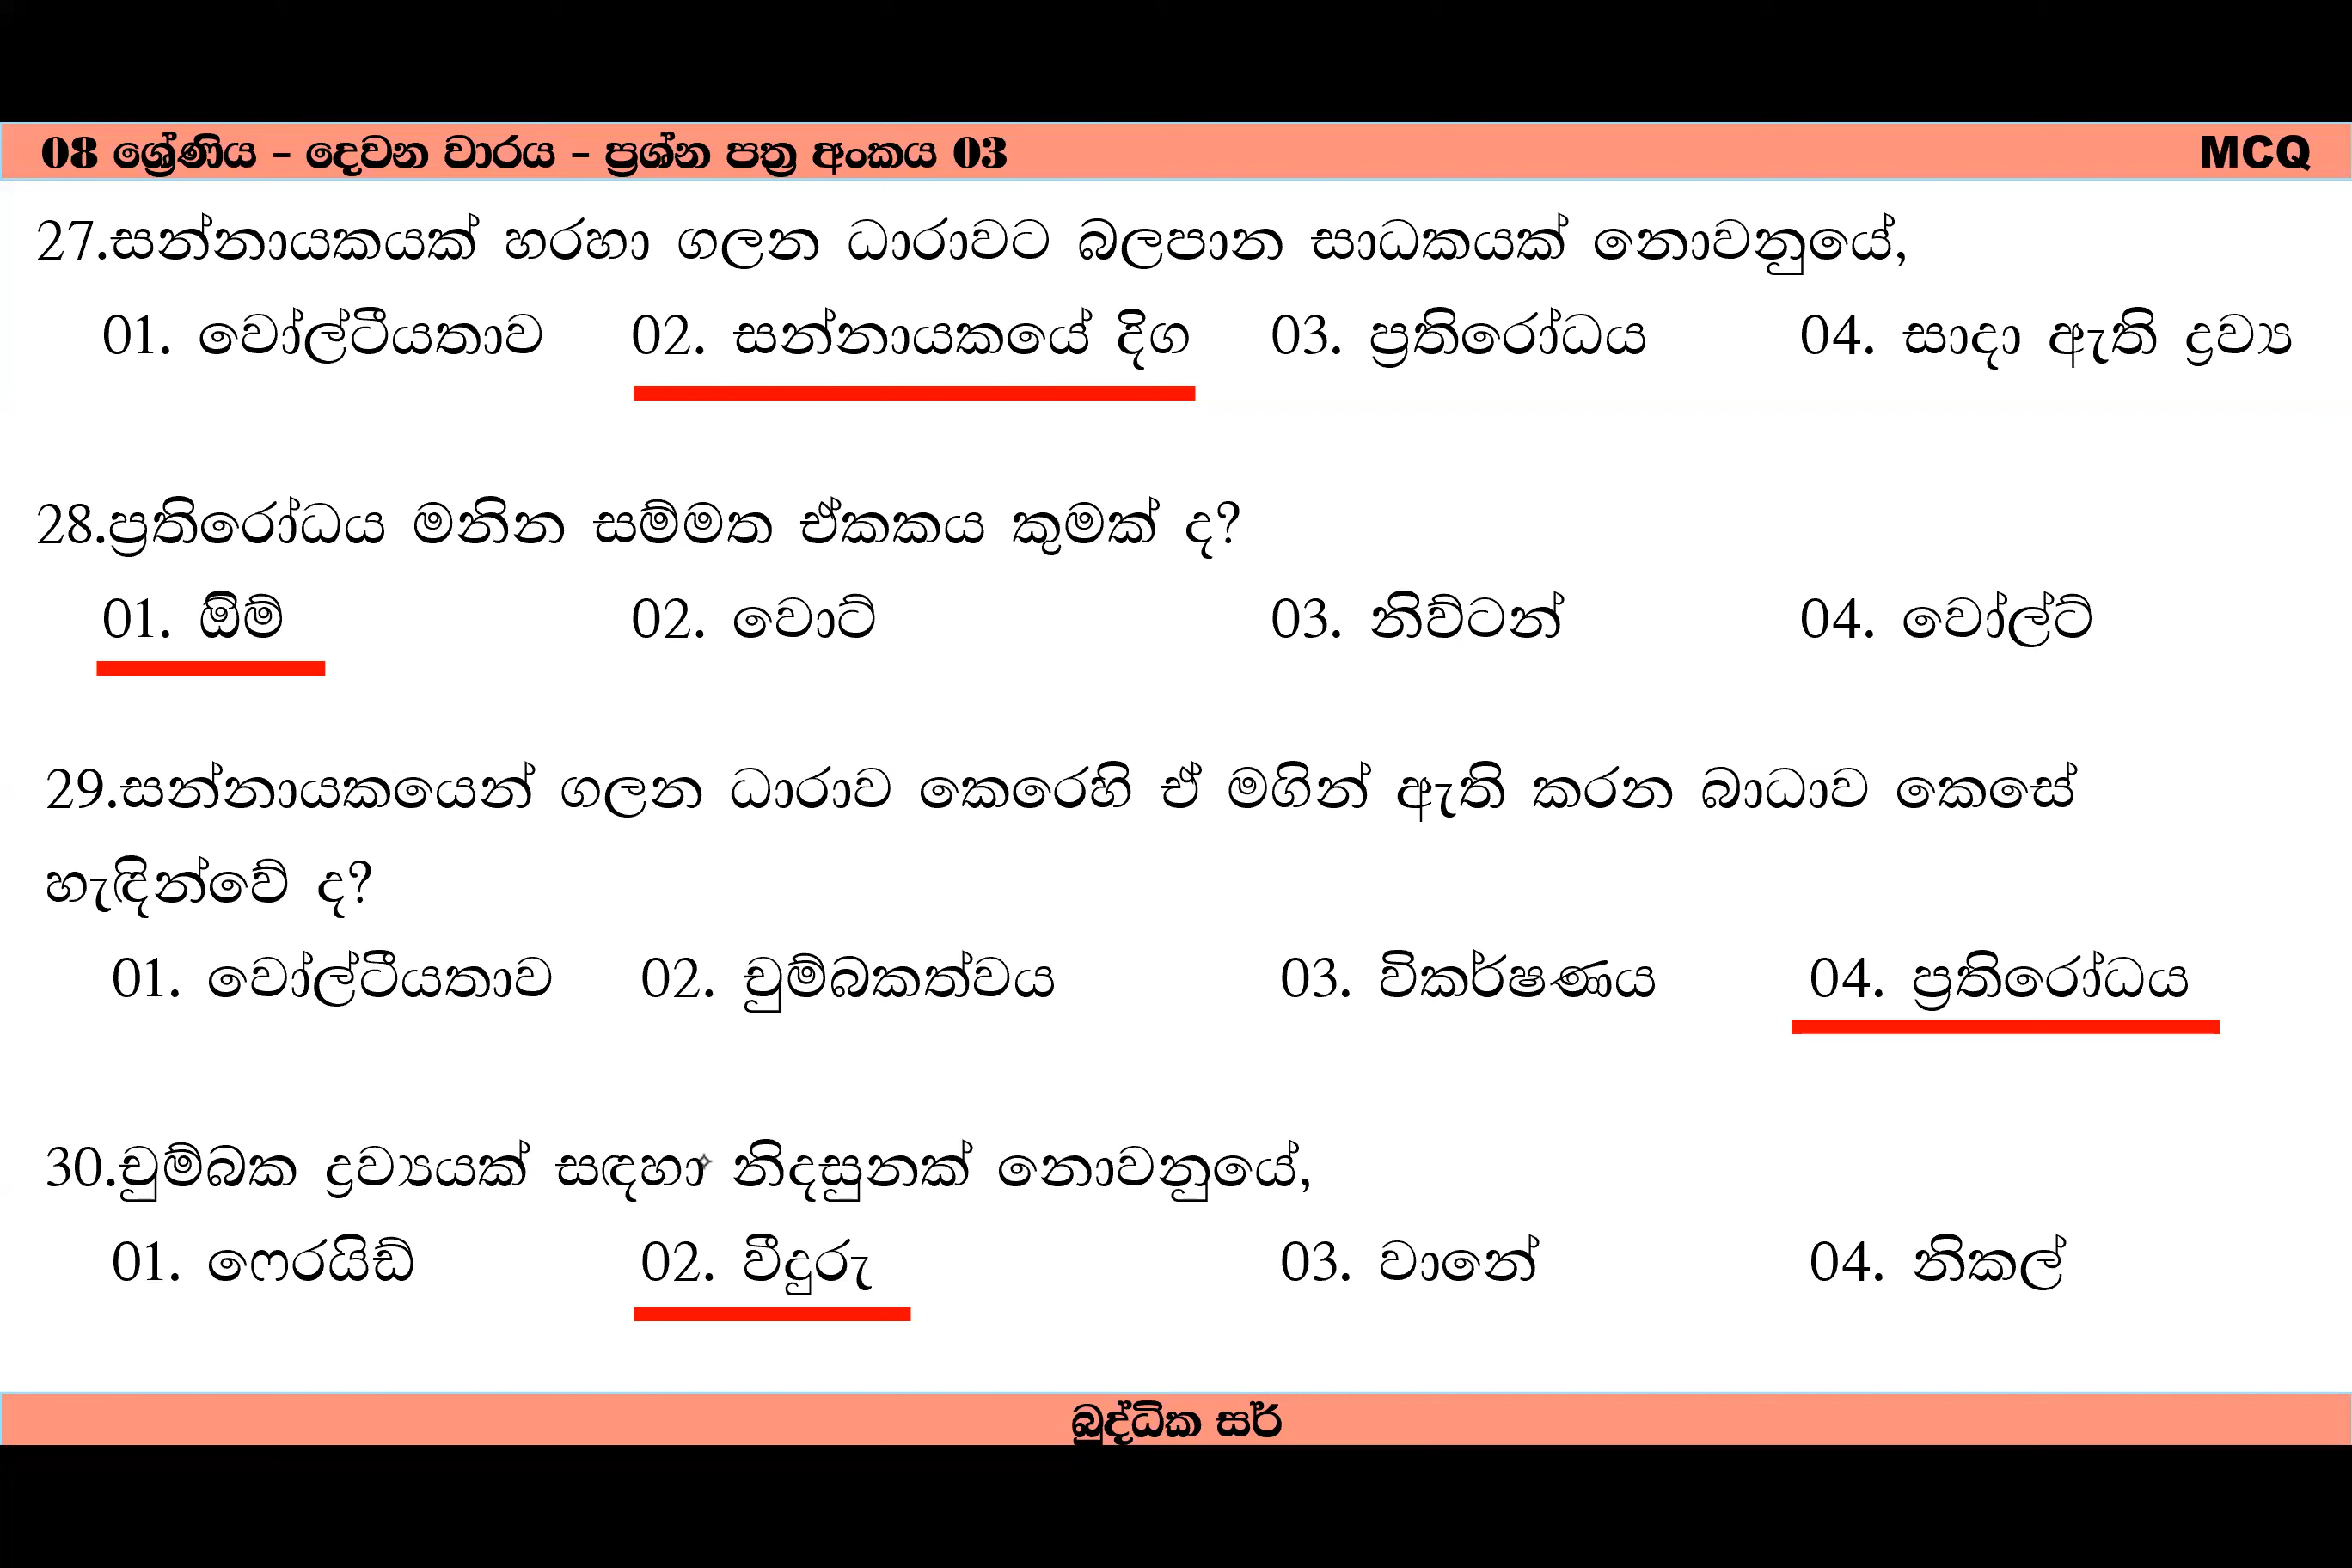 08 ශ්‍රේණිය - දෙවන වාරය - ප්‍රශ්න පත්‍ර අංකය 03 MCQ
27.සන්නායකයක් හරහා ගලන ධාරාවට බලපාන සාධකයක් නොවනුයේ,
01. වෝල්ටීයතාව 02. සන්නායකයේ දිග 03. ප්‍රතිරෝධය 04. සාදා ඇති ද්‍රව්‍ය
28.ප්‍රතිරෝධය මනින සම්මත ඒකකය කුමක් ද?
01. ඕම් 02. වොට් 03. නිව්ටන් 04. වෝල්ට්
29.සන්නායකයෙන් ගලන ධාරාව කෙරෙහි ඒ මගින් ඇති කරන බාධාව කෙසේ
හැඳින්වේ ද?
01. වෝල්ටීයතාව 02. චුම්බකත්වය 03. විකර්ෂණය 04. ප්‍රතිරෝධය
30.චුම්බක ද්‍රව්‍යයක් සඳහා නිදසුනක් නොවනුයේ,
01. ෆෙරයිඩ් 02. වීදුරු 03. වානේ 04. නිකල්
බුද්ධික සර්